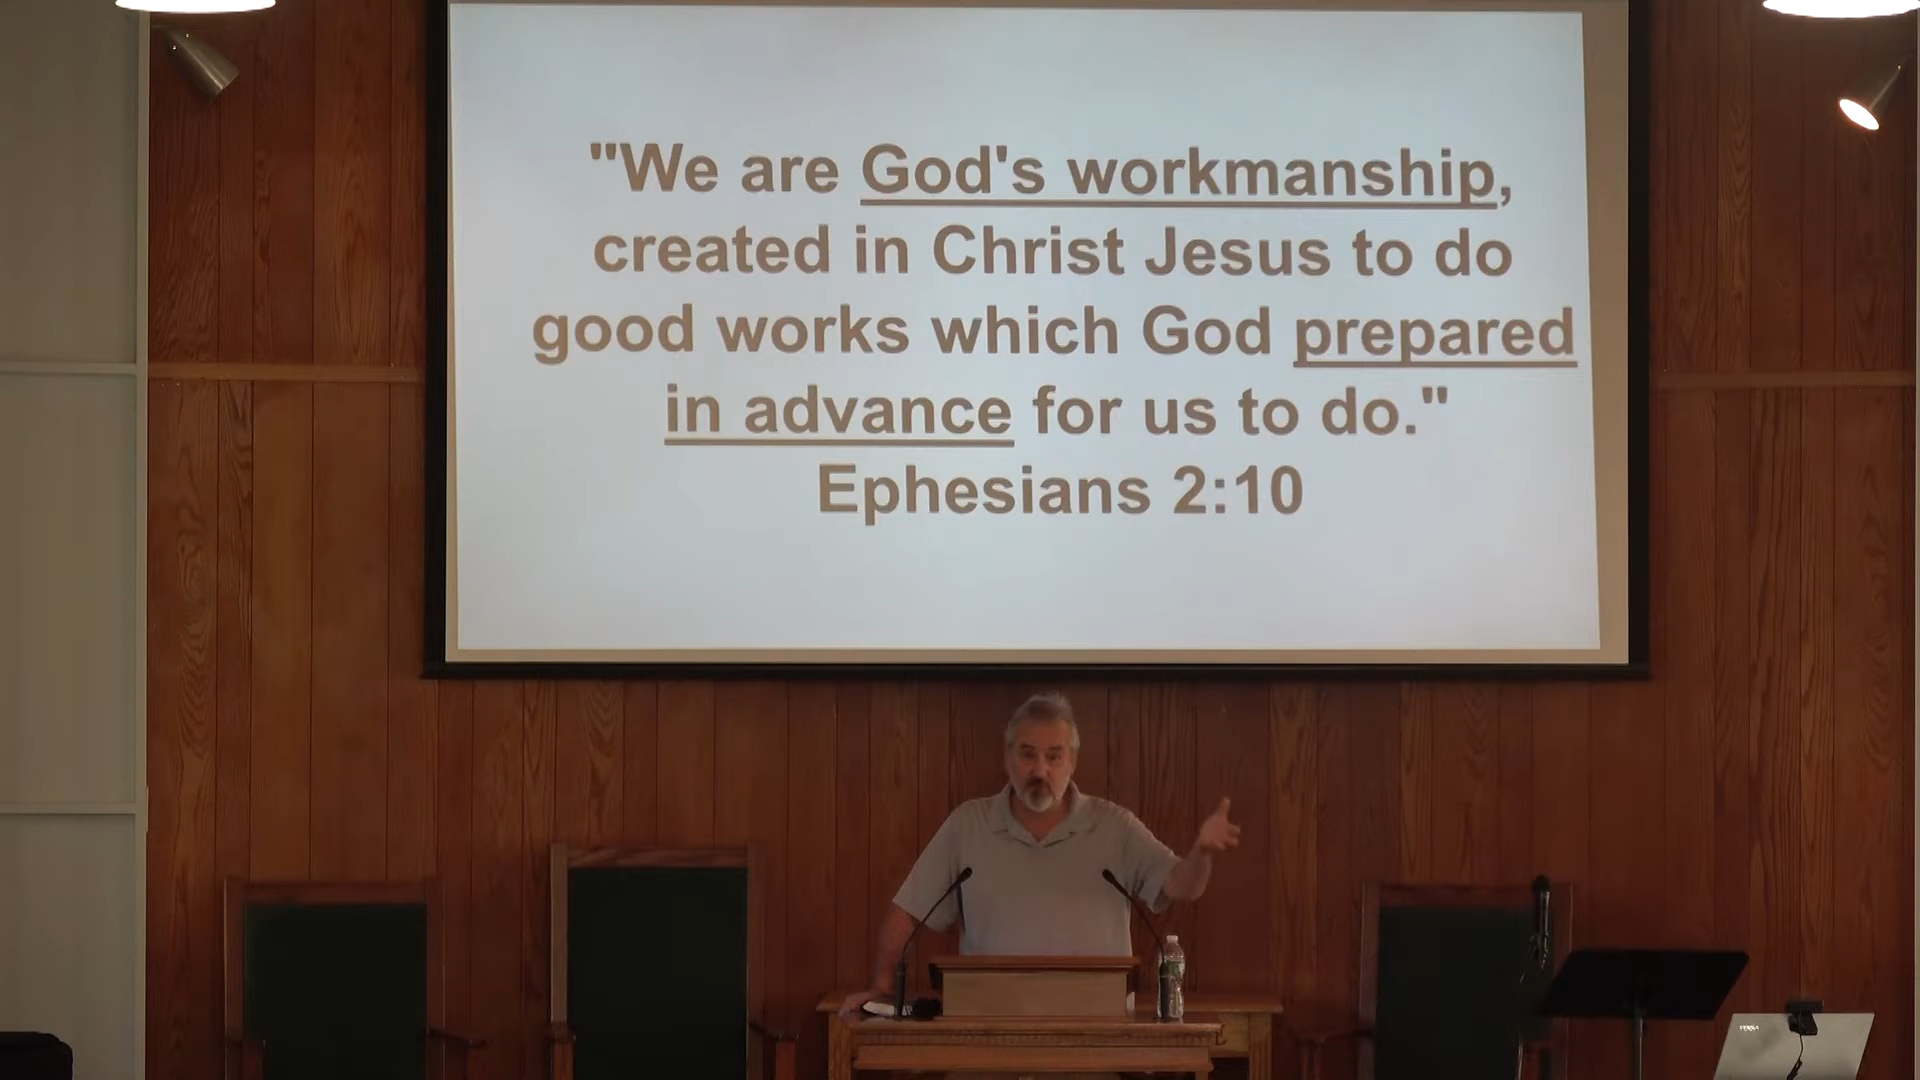 "We are God's workmanship,
created in Christ Jesus to do
good works which God prepared
in advance for us to do."
Ephesians 2:10